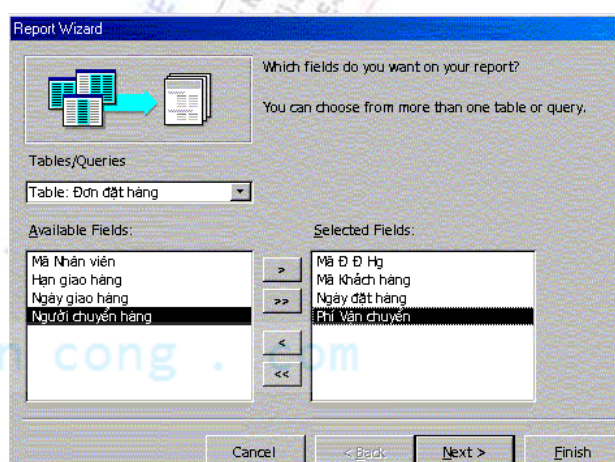 Report Wizard
Which fields do you want on your report?
You can choose from more than one table or query.
Tables/Queries
Table: Đơn đặt hàng
Available Fields:
Selected Fields:
Mã Nhân viên
Hạn giao hàng
Ngày giao hàng
Người chuyển hàng
>
>>
<
<<
Mã Đ Đ Hg
Mã Khách hàng
Ngày đặt hàng
Phí Vận chuyển
cong . com
Cancel
< Back
Next >
Finish